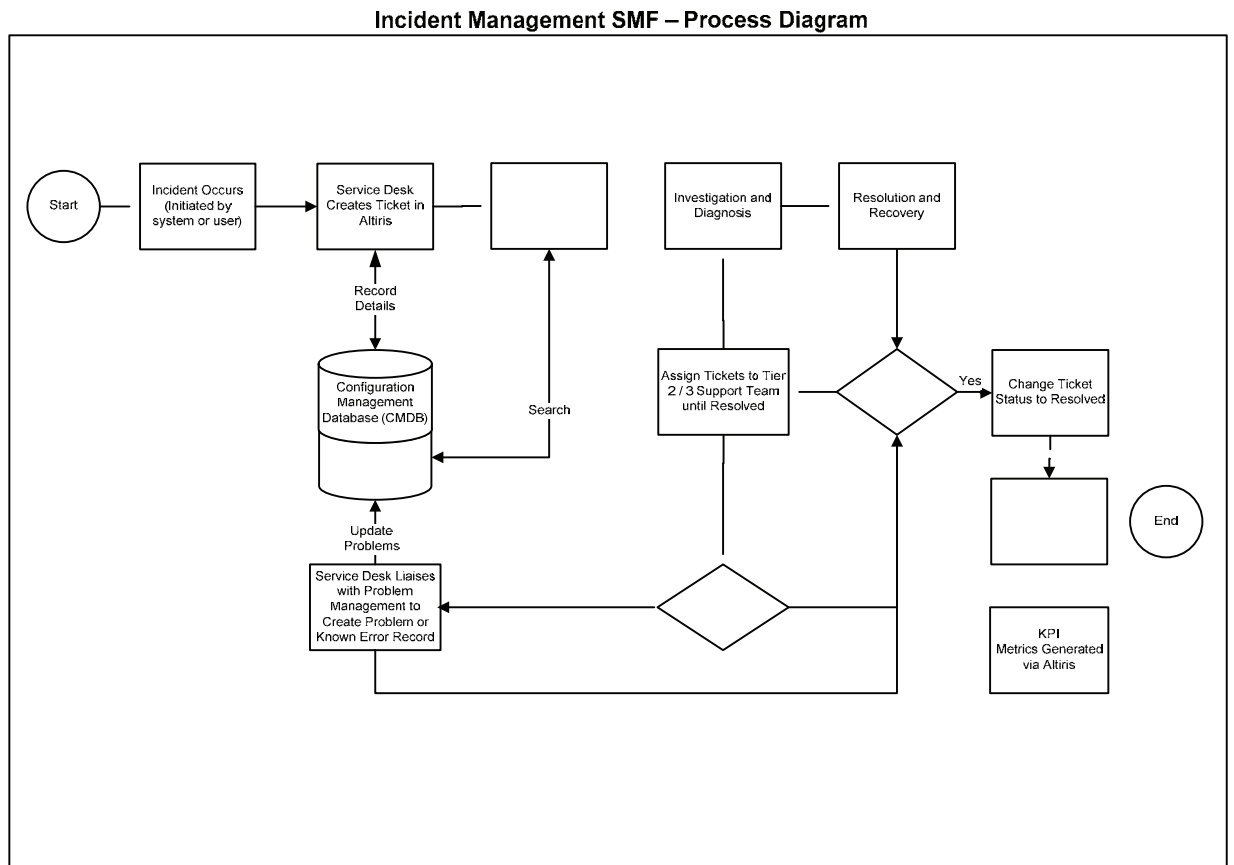 Incident Management SMF – Process Diagram
Start
Incident Occurs
(Initiated by
system or user)
Service Desk
Creates Ticket in
Altiris
Investigation and
Diagnosis
Resolution and
Recovery
Record
Details
Configuration
Management
Database (CMDB)
Search
Assign Tickets to Tier
2 / 3 Support Team
until Resolved
Yes
Change Ticket
Status to Resolved
End
Update
Problems
Service Desk Liaises
with Problem
Management to
Create Problem or
Known Error Record
KPI
Metrics Generated
via Altiris